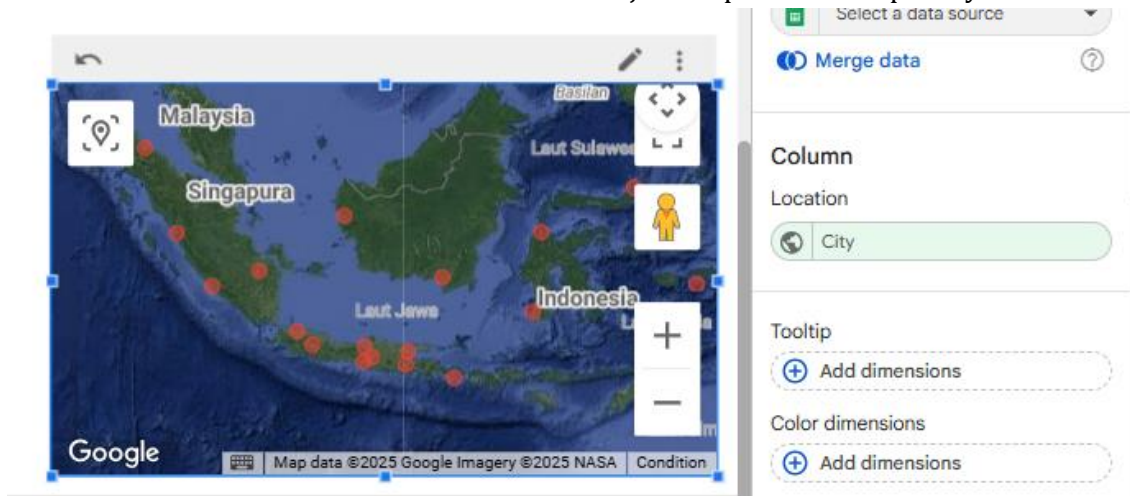 Select a data source
Merge data
Column
Location
City
Tooltip
Add dimensions
Color dimensions
Add dimensions
Basilan
Malaysia
Laut Sulawes
Singapura
Indonesia
Laut Jawa
Google
Map data ©2025 Google Imagery ©2025 NASA
Condition